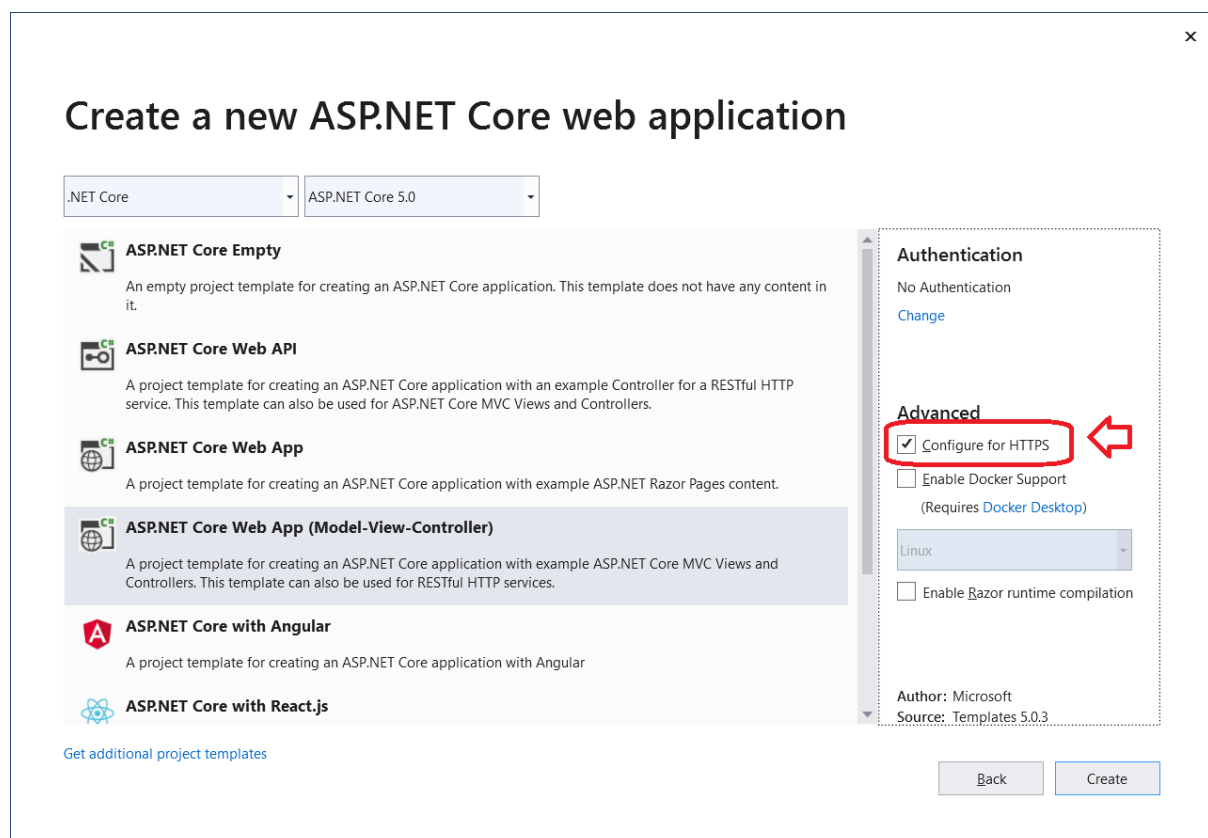 Create a new ASP.NET Core web application
.NET Core
ASP.NET Core 5.0
ASP.NET Core Empty
An empty project template for creating an ASP.NET Core application. This template does not have any content in
it.
ASP.NET Core Web API
A project template for creating an ASP.NET Core application with an example Controller for a RESTful HTTP
service. This template can also be used for ASP.NET Core MVC Views and Controllers.
ASP.NET Core Web App
A project template for creating an ASP.NET Core application with example ASP.NET Razor Pages content.
ASP.NET Core Web App (Model-View-Controller)
A project template for creating an ASP.NET Core application with example ASP.NET Core MVC Views and
Controllers. This template can also be used for RESTful HTTP services.
ASP.NET Core with Angular
A project template for creating an ASP.NET Core application with Angular
ASP.NET Core with React.js
Get additional project templates
Authentication
No Authentication
Change
Advanced
Configure for HTTPS
Enable Docker Support
(Requires Docker Desktop)
Linux
Enable Razor runtime compilation
Author: Microsoft
Source: Templates 5.0.3
Back
Create